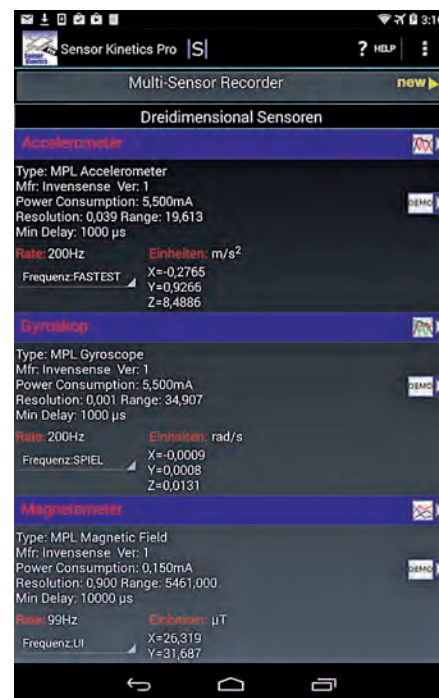 3:10
Sensor Kinetics Pro |S|
? HELP
Multi-Sensor Recorder new
Dreidimensional Sensoren
Accelerometer
Type: MPL Accelerometer
Mfr: Invensense Ver: 1
Power Consumption: 5,500mA
DEMO
Resolution: 0,039 Range: 19,613
Min Delay: 1000 µs
Rate: 200Hz Einheiten: m/s²
Frequenz:FASTEST X=-0,2765
Y=0,9266
Z=8,4886
Gyroskop
Type: MPL Gyroscope
Mfr: Invensense Ver: 1
Power Consumption: 5,500mA
DEMO
Resolution: 0,001 Range: 34,907
Min Delay: 1000 µs
Rate: 200Hz Einheiten: rad/s
Frequenz:SPIEL X=-0,0009
Y=0,0008
Z=0,0131
Magnetometer
Type: MPL Magnetic Field
Mfr: Invensense Ver: 1
Power Consumption: 0,150mA
DEMO
Resolution: 0,900 Range: 5461,000
Min Delay: 10000 µs
Rate: 99Hz Einheiten: µT
Frequenz:UI X=26,319
Y=31,687